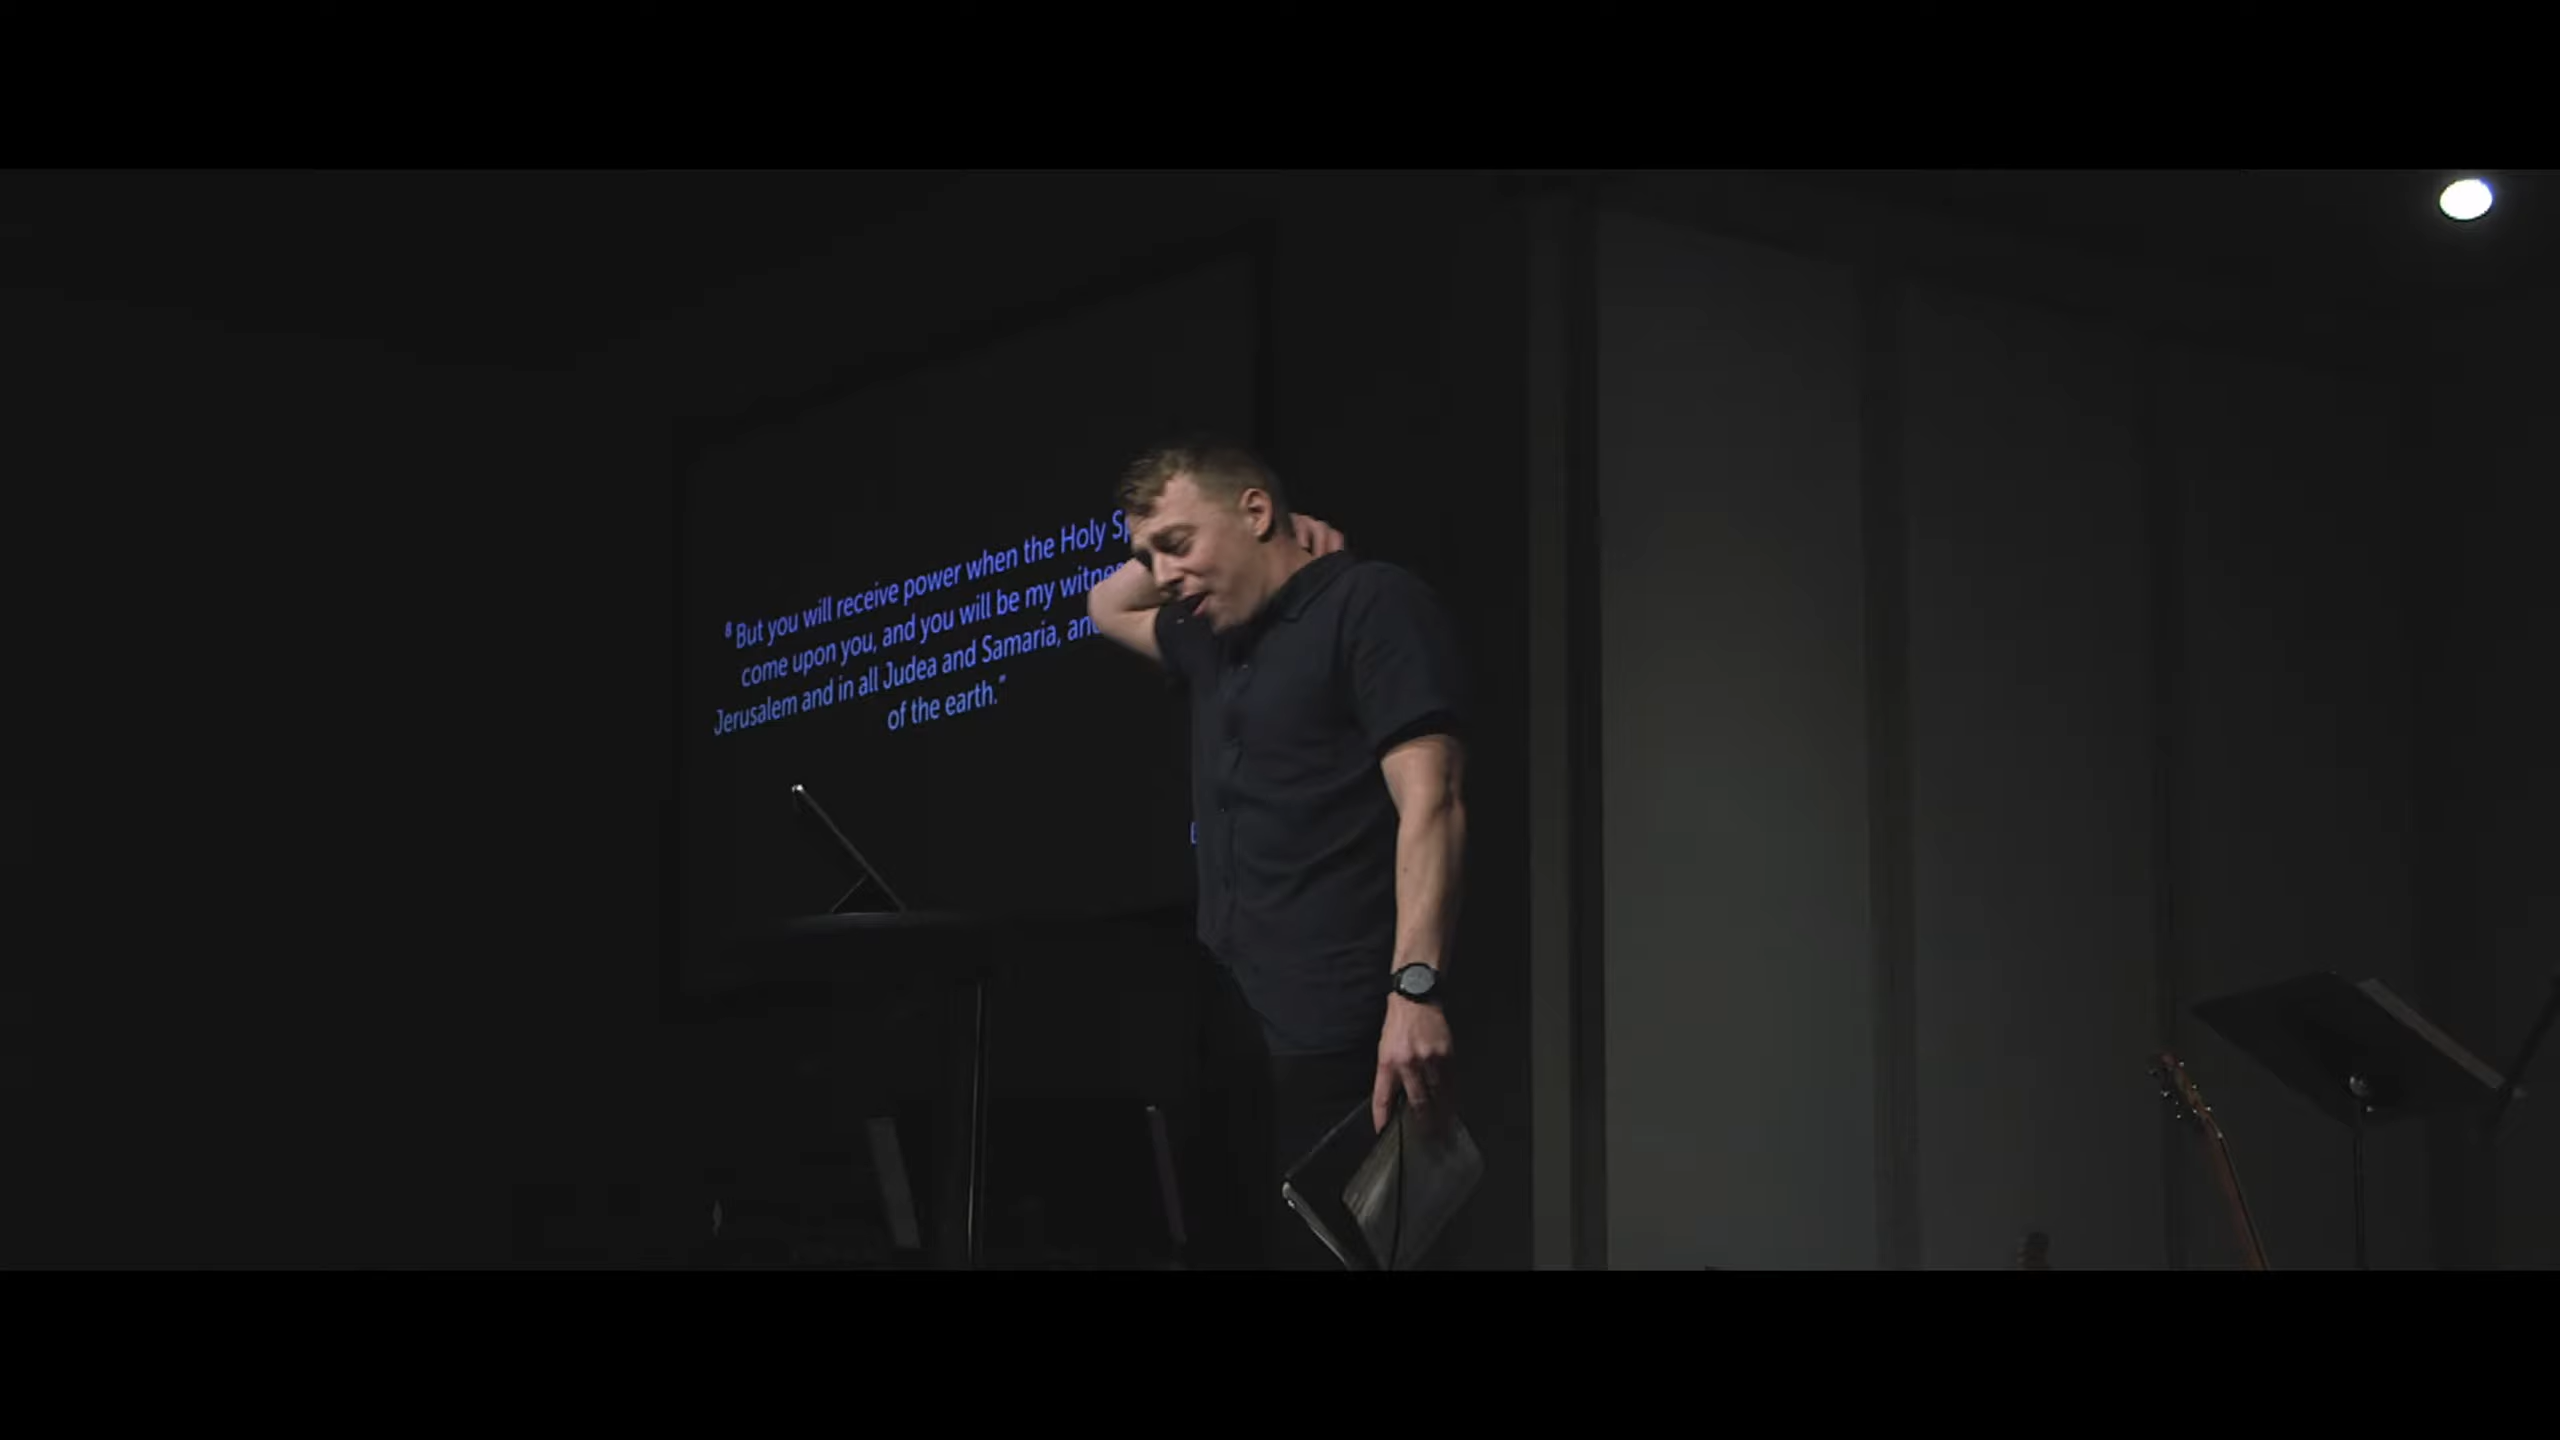 8 But you will receive power when the Holy
come upon you, and you will be my
Jerusalem and in all Judea and Samaria,
of the earth.”